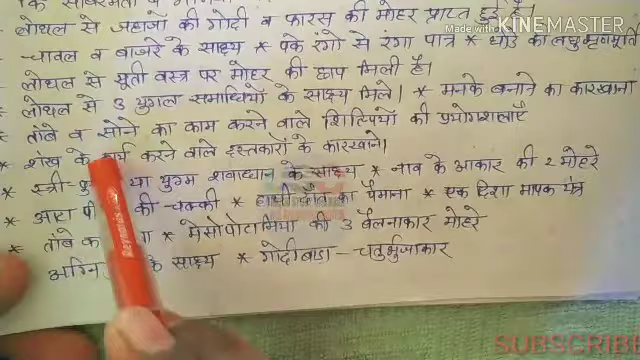 Made with KINEMASTER
- लोथल से जहाजों की गोदी व फारस की मोहर प्राप्त हुई है।
- चावल व बाजरे के साक्ष्य * पके रंगो से रंगा पात्र * घोड़े की लघु मृण्मूर्ति
- लोथल से सूती वस्त्र पर मोहर की छाप मिली है।
- लोथल से 3 युगल समाधियों के साक्ष्य मिले। * मनके बनाने का कारखाना
* तांबे व सोने का काम करने वाले शिल्पियों की प्रयोगशालाएँ
* शंख के कार्य करने वाले हस्तकारों के कारखाने।
* स्त्री- या युग्म शवाधान के साक्ष्य * नाव के आकार की 2 मोहरे
* आटा की-चक्की * हाथी दाँत का पैमाना * एक दिशा मापक यंत्र
* तांबे * मेसोपोटामिया की 3 बेलनाकार मोहरे
अग्नि के साक्ष्य * गोदीबाड़ा-चतुर्भुजाकार
Reynolds
SUBSCRIBE